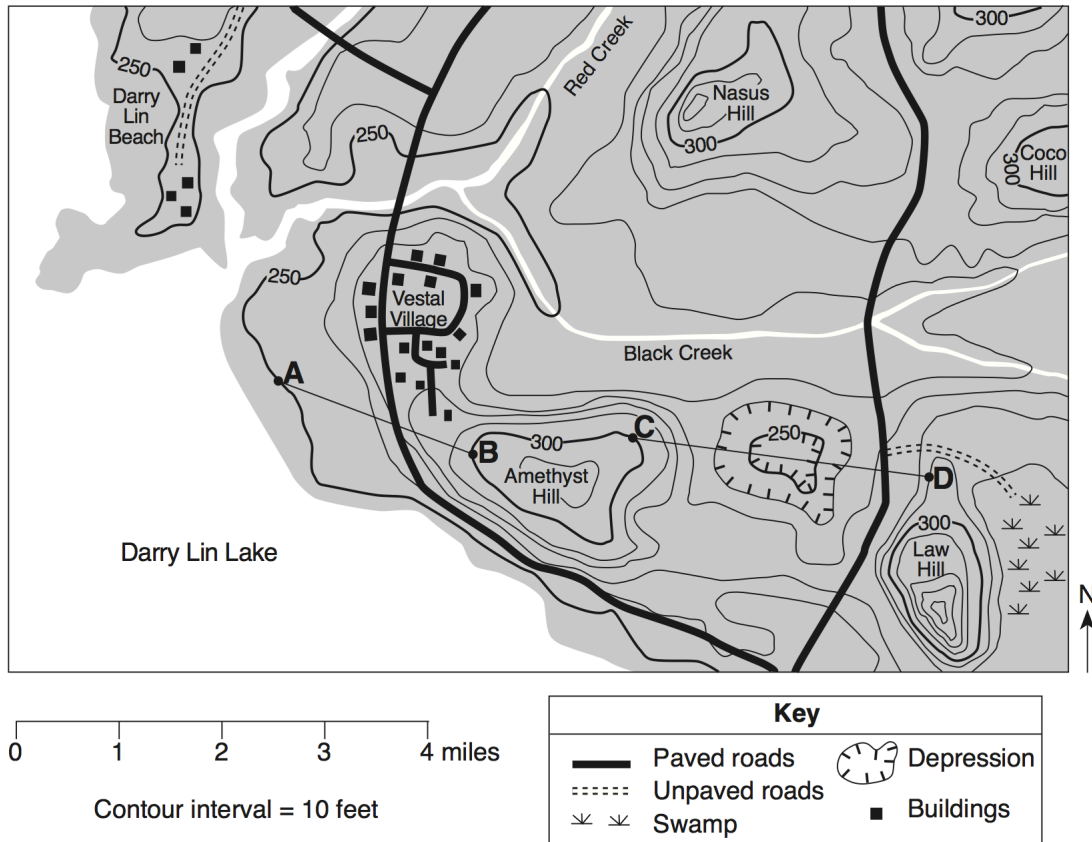 300
250
Darry
Lin
Beach
Red Creek
Nasus
Hill
300
250
Coco
Hill
300
250
Vestal
Village
Black Creek
A
B
300
C
250
Amethyst
Hill
D
300
Law
Hill
Darry Lin Lake
N
0 1 2 3 4 miles
Contour interval = 10 feet
Key
Paved roads
Unpaved roads
Swamp
Depression
Buildings